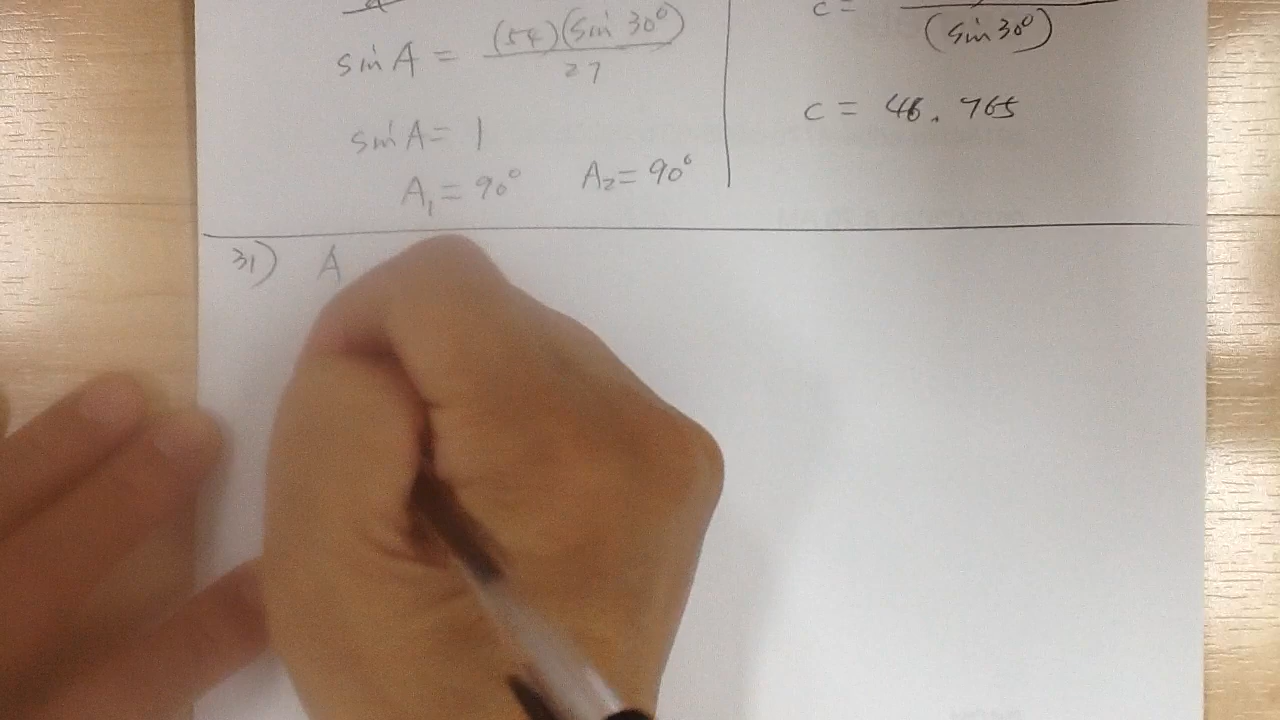 sin A = (54)(sin 30°) / 27
sin A = 1
A₁ = 90° A₂ = 90°
c =
(sin 30°)
c = 46.765
31) A